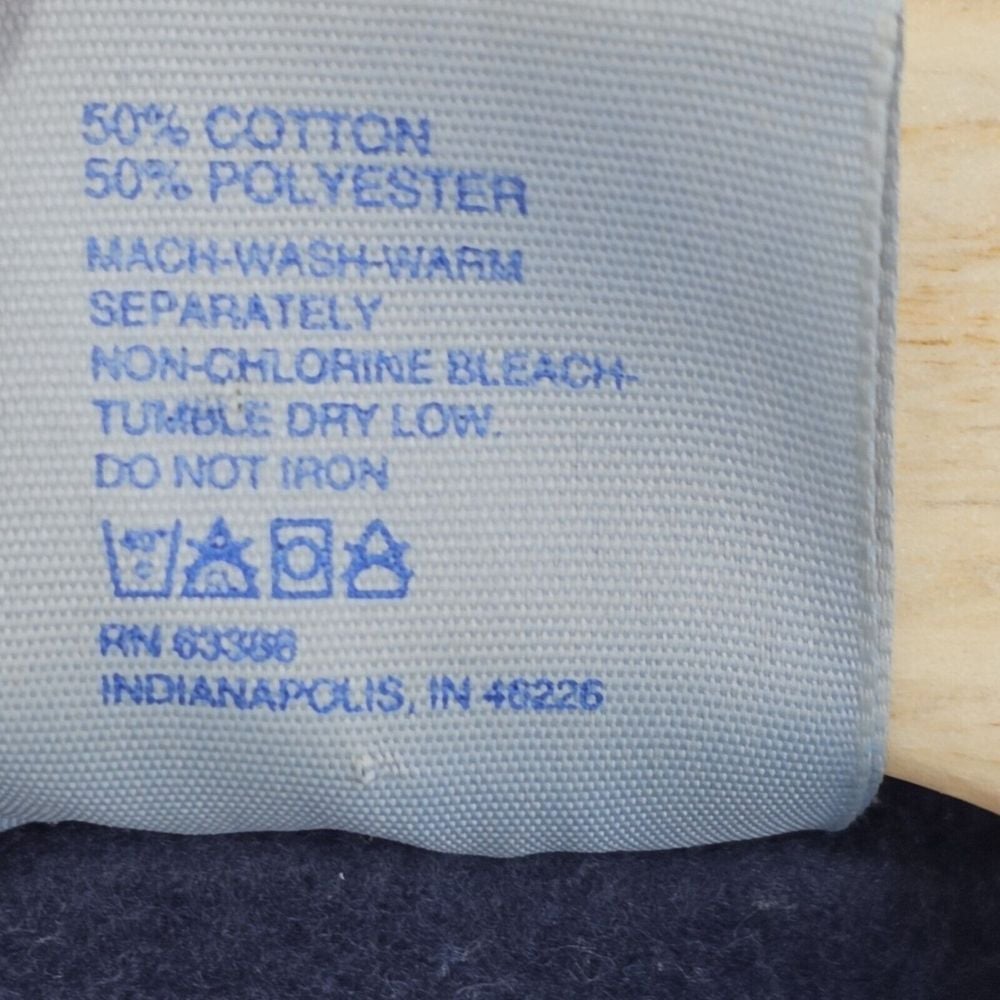 50% COTTON
50% POLYESTER
MACH-WASH-WARM
SEPARATELY
NON-CHLORINE BLEACH-
TUMBLE DRY LOW.
DO NOT IRON
RN
INDIANAPOLIS, IN 46226